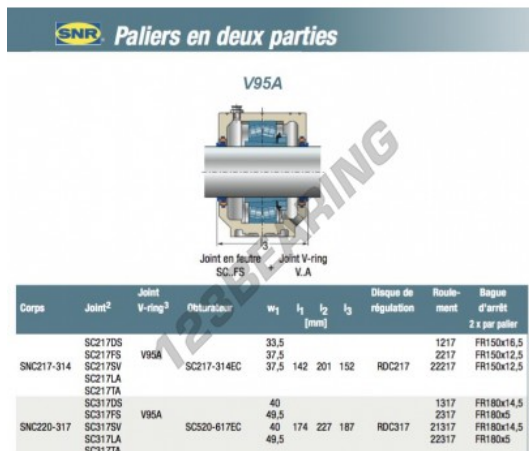 SNR Paliers en deux parties
V95A
123BEARING
l3
Joint en feutre + Joint V-ring
SC..FS V..A
Corps Joint2 Joint V-ring3 Obturateur w1 l1 l2 l3 [mm] Disque de régulation Roule-ment Bague d'arrêt 2 x par palier
SC217DS 33,5 1217 FR150x16,5
SC217FS V95A 37,5 2217 FR150x12,5
SNC217-314 SC217SV SC217-314EC 37,5 142 201 152 RDC217 22217 FR150x12,5
SC217LA
SC217TA
SC317DS 40 1317 FR180x14,5
SC317FS V95A 49,5 2317 FR180x5
SNC220-317 SC317SV SC520-617EC 40 174 227 187 RDC317 21317 FR180x14,5
SC317LA 49,5 22317 FR180x5
SC317TA